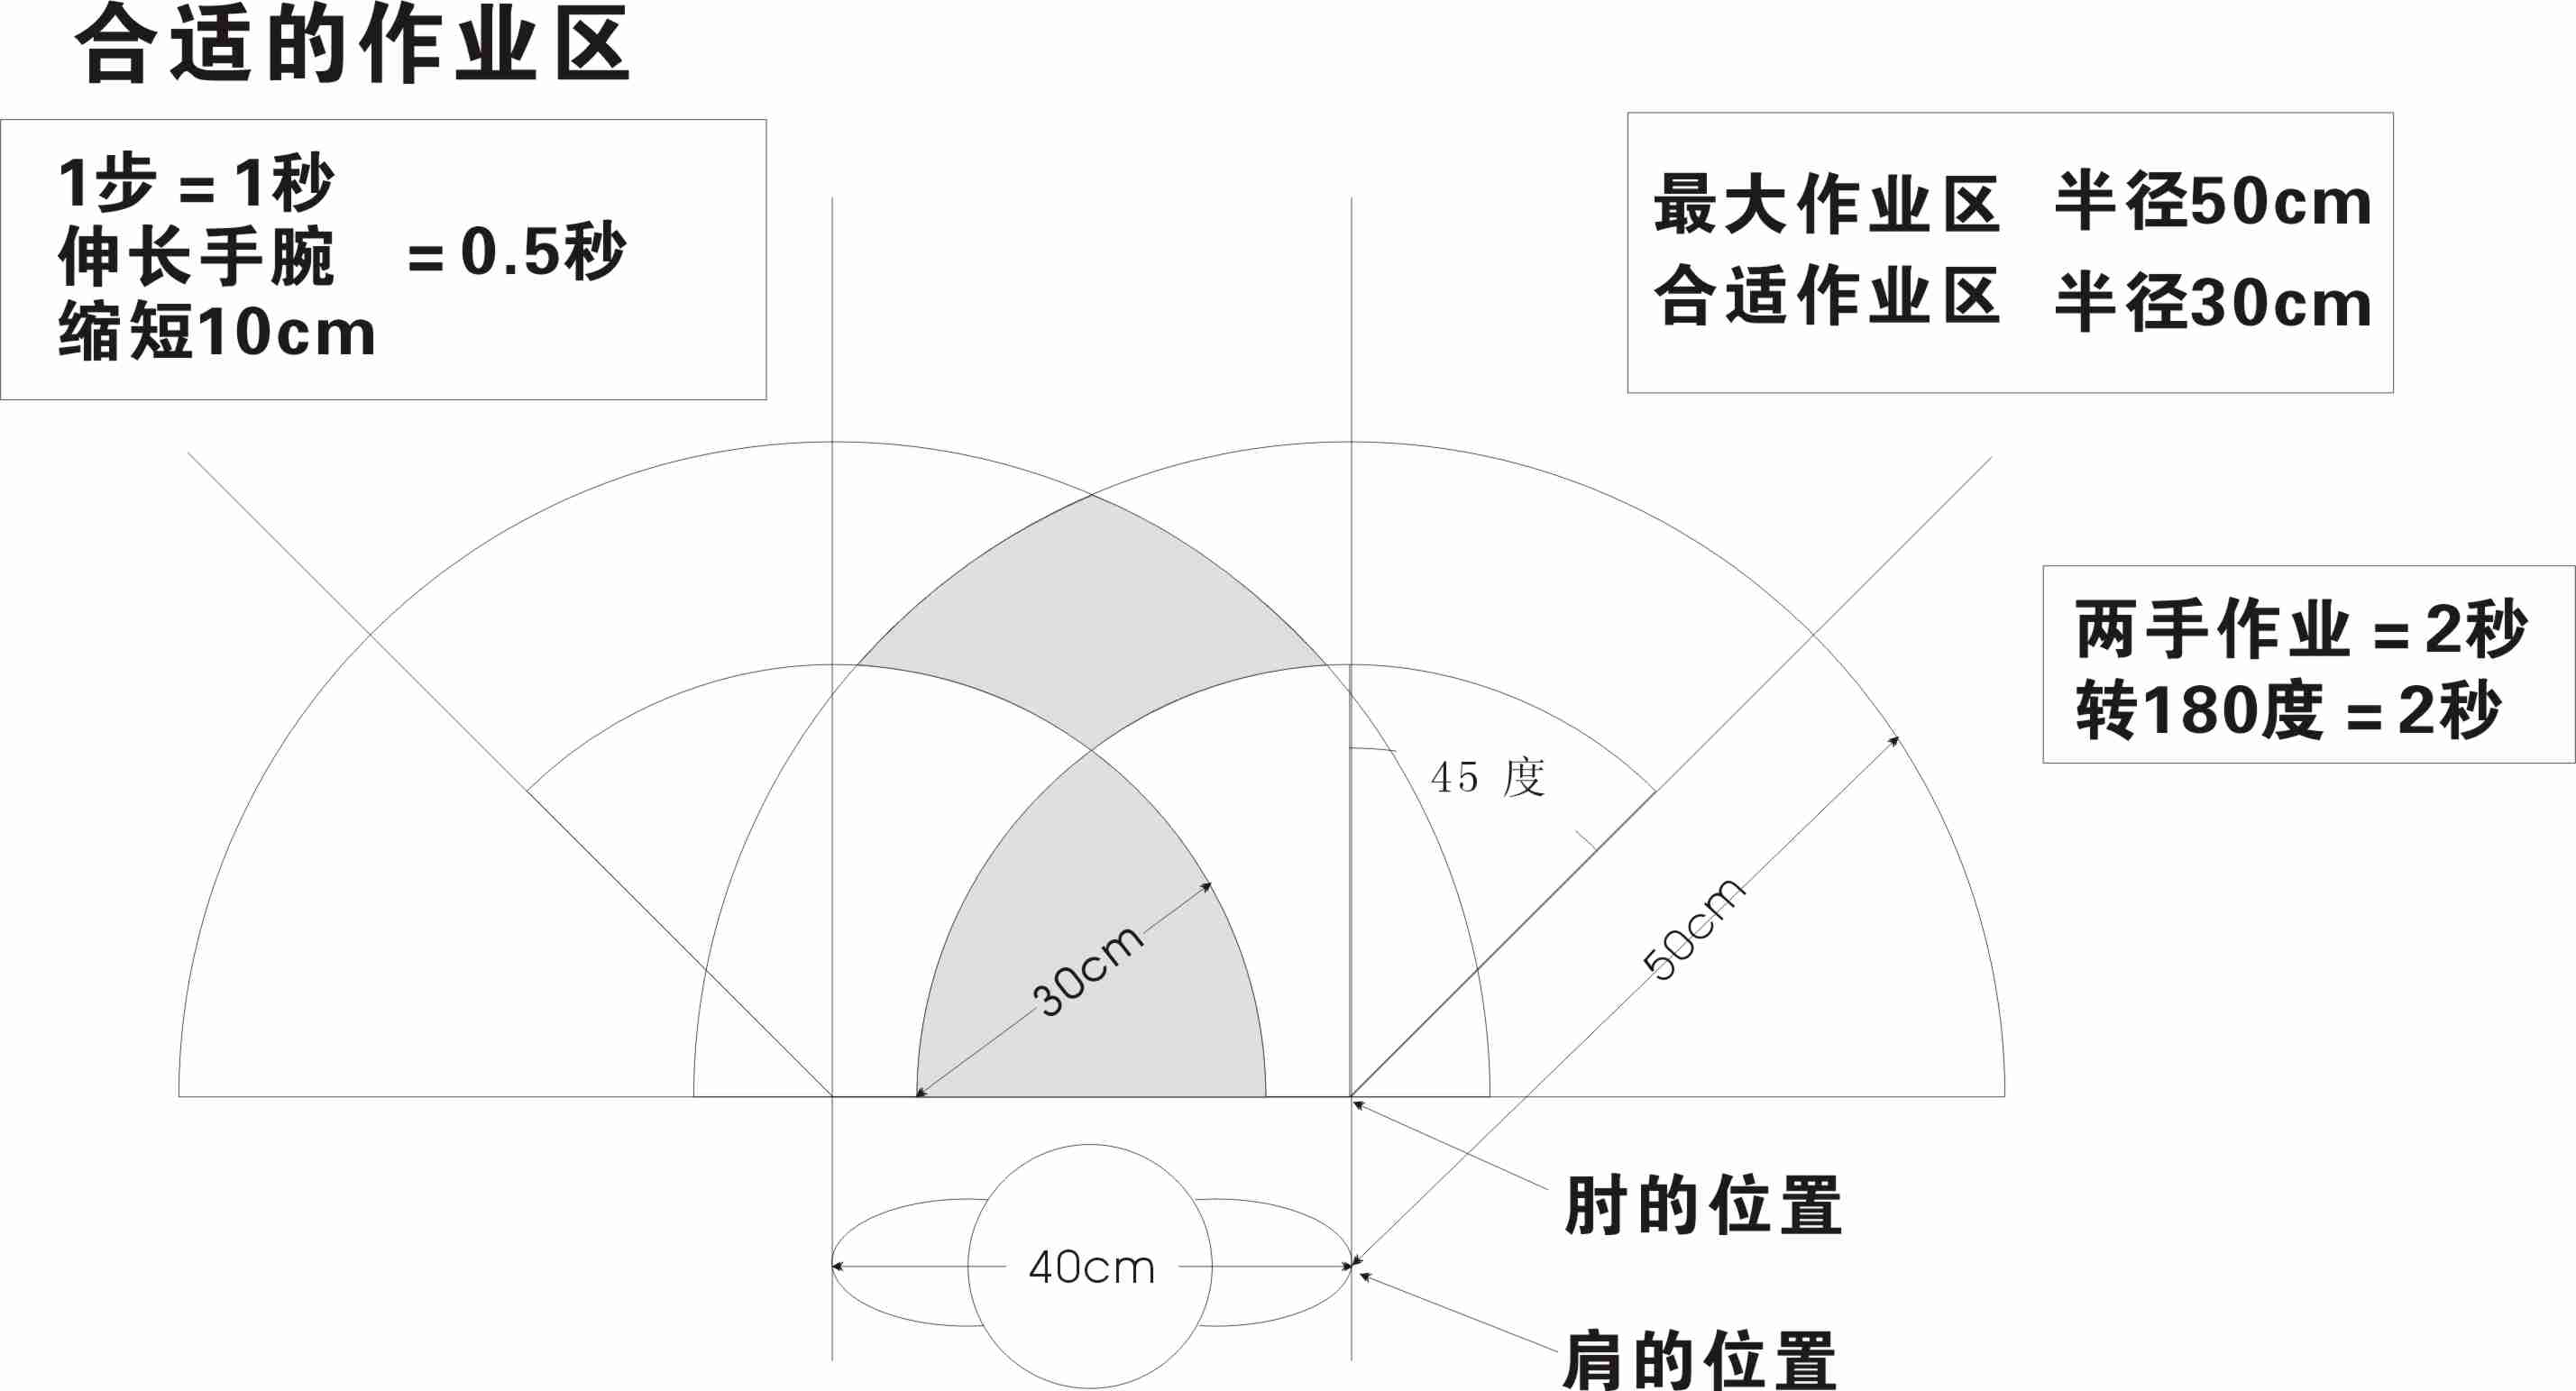 合适的作业区
1步 = 1秒
伸长手腕 = 0.5秒
缩短10cm
最大作业区 半径50cm
合适作业区 半径30cm
两手作业 = 2秒
转180度 = 2秒
45 度
50cm
30cm
肘的位置
40cm
肩的位置